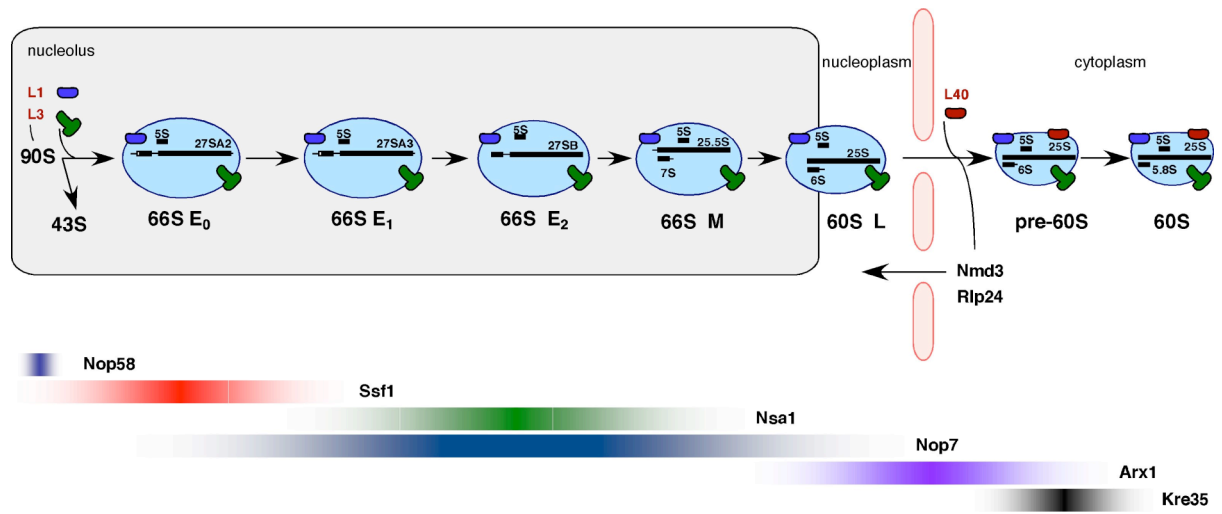 nucleolus
nucleoplasm
cytoplasm
L1
L3
L40
90S
43S
5S
27SA2
66S E0
5S
27SA3
66S E1
5S
27SB
66S E2
5S
25.5S
7S
66S M
5S
25S
6S
60S L
5S
25S
6S
pre-60S
5S
25S
5.8S
60S
Nmd3
Rlp24
Nop58
Ssf1
Nsa1
Nop7
Arx1
Kre35